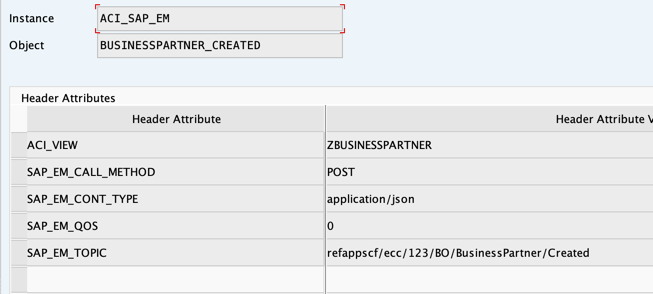 Instance ACI_SAP_EM
Object BUSINESSPARTNER_CREATED
Header Attributes
Header Attribute Header Attribute V
ACI_VIEW ZBUSINESSPARTNER
SAP_EM_CALL_METHOD POST
SAP_EM_CONT_TYPE application/json
SAP_EM_QOS 0
SAP_EM_TOPIC refappscf/ecc/123/BO/BusinessPartner/Created